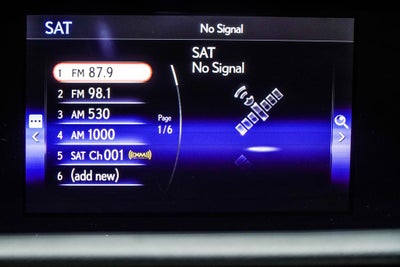 SAT
No Signal
SAT
No Signal
1 FM 87.9
2 FM 98.1
3 AM 530
Page
1/6
4 AM 1000
5 SAT Ch001
6 (add new)